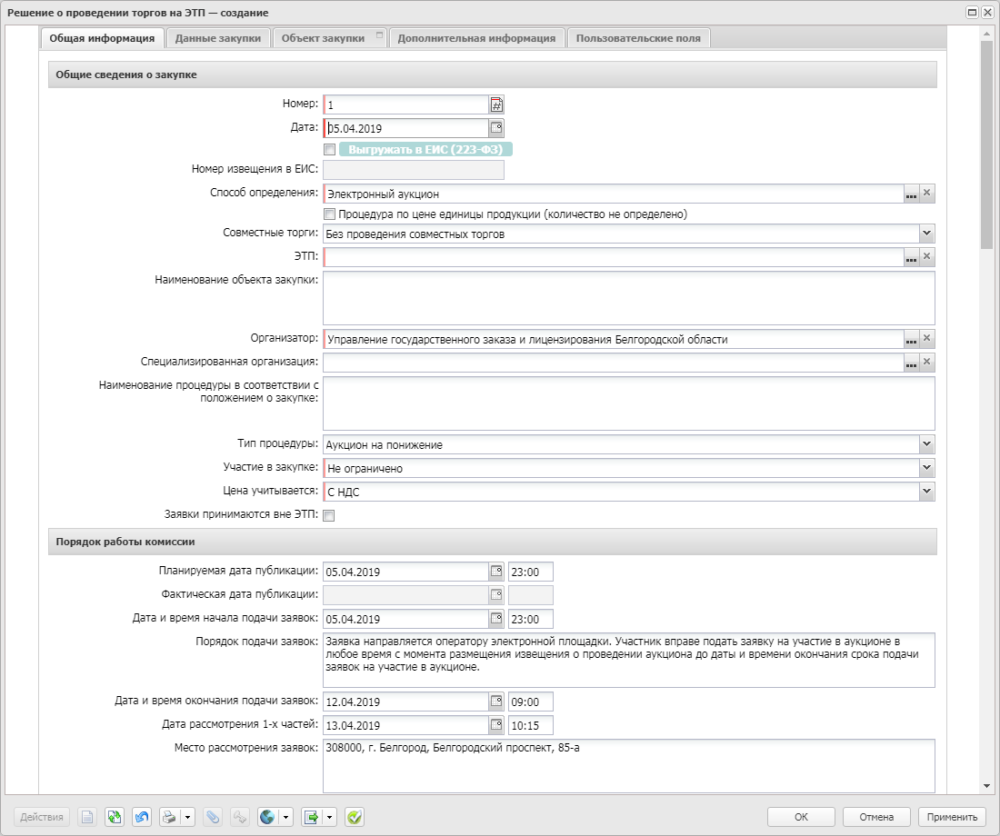 Решение о проведении торгов на ЭТП — создание
Общая информация Данные закупки Объект закупки Дополнительная информация Пользовательские поля
Общие сведения о закупке
Номер: 1
Дата: 05.04.2019
Выгружать в ЕИС (223-ФЗ)
Номер извещения в ЕИС:
Способ определения: Электронный аукцион
Процедура по цене единицы продукции (количество не определено)
Совместные торги: Без проведения совместных торгов
ЭТП:
Наименование объекта закупки:
Организатор: Управление государственного заказа и лицензирования Белгородской области
Специализированная организация:
Наименование процедуры в соответствии с
положением о закупке:
Тип процедуры: Аукцион на понижение
Участие в закупке: Не ограничено
Цена учитывается: С НДС
Заявки принимаются вне ЭТП:
Порядок работы комиссии
Планируемая дата публикации: 05.04.2019 23:00
Фактическая дата публикации:
Дата и время начала подачи заявок: 05.04.2019 23:00
Порядок подачи заявок: Заявка направляется оператору электронной площадки. Участник вправе подать заявку на участие в аукционе в
любое время с момента размещения извещения о проведении аукциона до даты и времени окончания срока подачи
заявок на участие в аукционе.
Дата и время окончания подачи заявок: 12.04.2019 09:00
Дата рассмотрения 1-х частей: 13.04.2019 10:15
Место рассмотрения заявок: 308000, г. Белгород, Белгородский проспект, 85-а
Действия ОК Отмена Применить